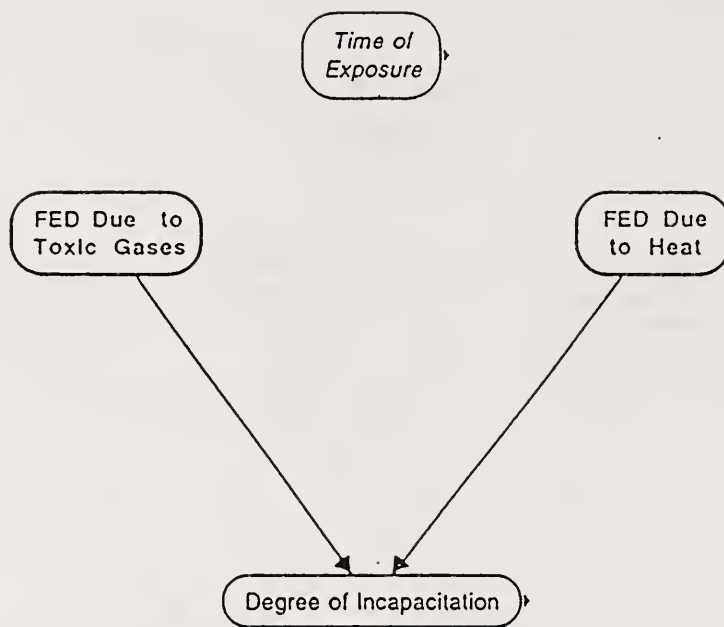 Time of
Exposure
FED Due to
Toxic Gases
FED Due
to Heat
Degree of Incapacitation